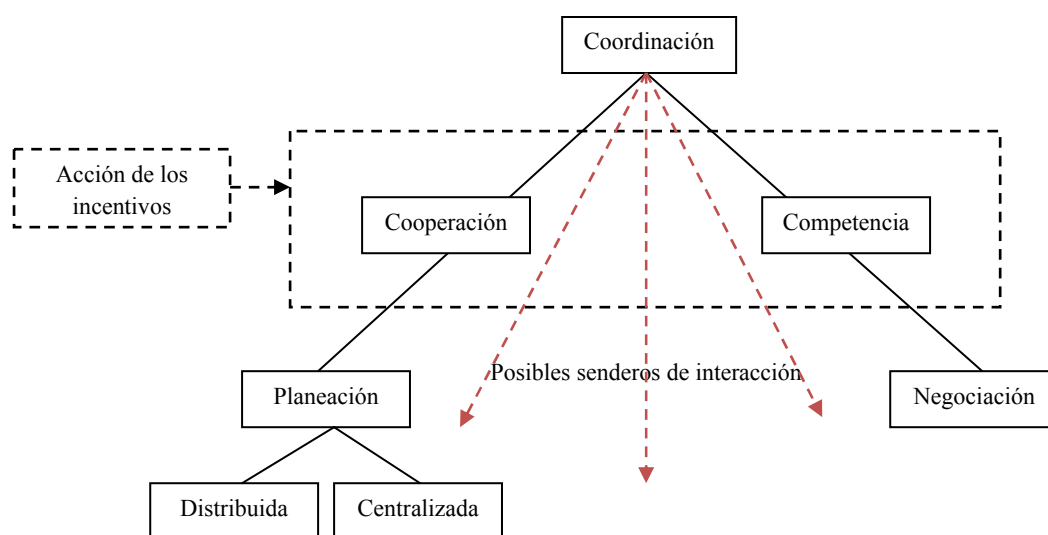 Coordinación
Acción de los
incentivos
Cooperación
Competencia
Posibles senderos de interacción
Planeación
Negociación
Distribuida
Centralizada